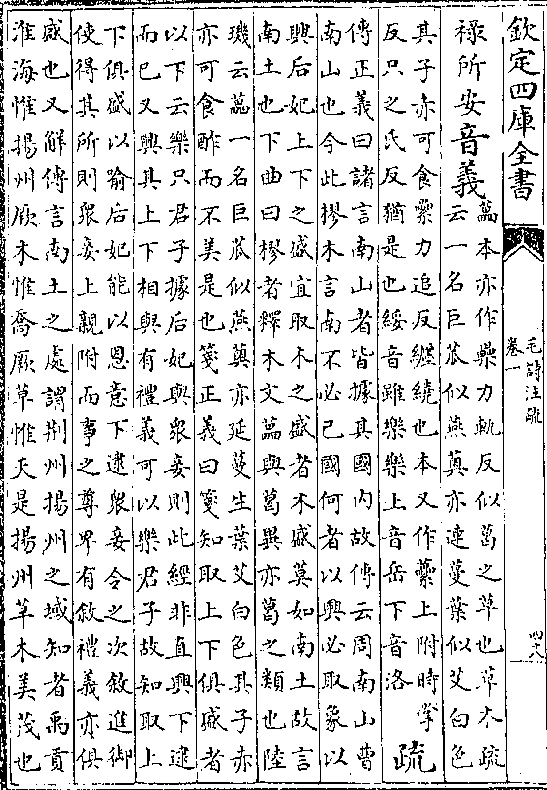 欽定四庫全書
毛詩注疏
卷一
四十八
祿所安音義
藟本亦作虆力軌反似葛之草也草木疏
云一名巨苽似燕薁亦連蔓葉似艾白色
其子亦可食纍力追反纏繞也本又作虆上附時掌
反只之氏反猶是也綏音雖樂樂上音岳下音洛
疏
傳正義曰諸言南山者皆據其國內故傳云周南山曹
南山也今此樛木言南不必己國何者以興必取象以
興后妃上下之盛宜取木之盛者木盛莫如南土故言
南土也下曲曰樛者釋木文藟與葛異亦葛之類也陸
璣云藟一名巨苽似燕薁亦延蔓生葉艾白色其子赤
亦可食酢而不美是也箋正義曰箋知取上下俱盛者
以下云樂只君子據后妃與衆妾則此經非直興下逮
而已又興其上下相與有禮義可以樂君子故知取上
下俱盛以喻后妃能以恩意下逮衆妾令之次敘進御
使得其所則衆妾上親附而事之尊卑有敘禮義亦俱
盛也又解傳言南土之處謂荆州揚州之域知者禹貢
淮海惟揚州厥木惟喬厥草惟夭是揚州草木美茂也